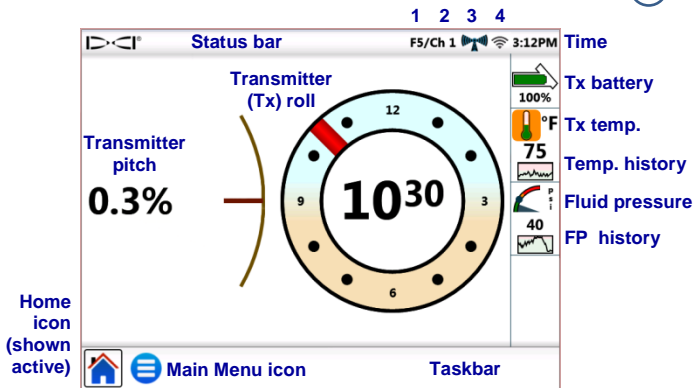 1 2 3 4
Status bar F5/Ch 1 3:12PM Time
Transmitter
(Tx) roll
Tx battery
100%
°F Tx temp.
75
Temp. history
Psi Fluid pressure
40
FP history
Transmitter
pitch
0.3%
12
9 10 30 3
6
Home
icon
(shown
active)
Main Menu icon Taskbar